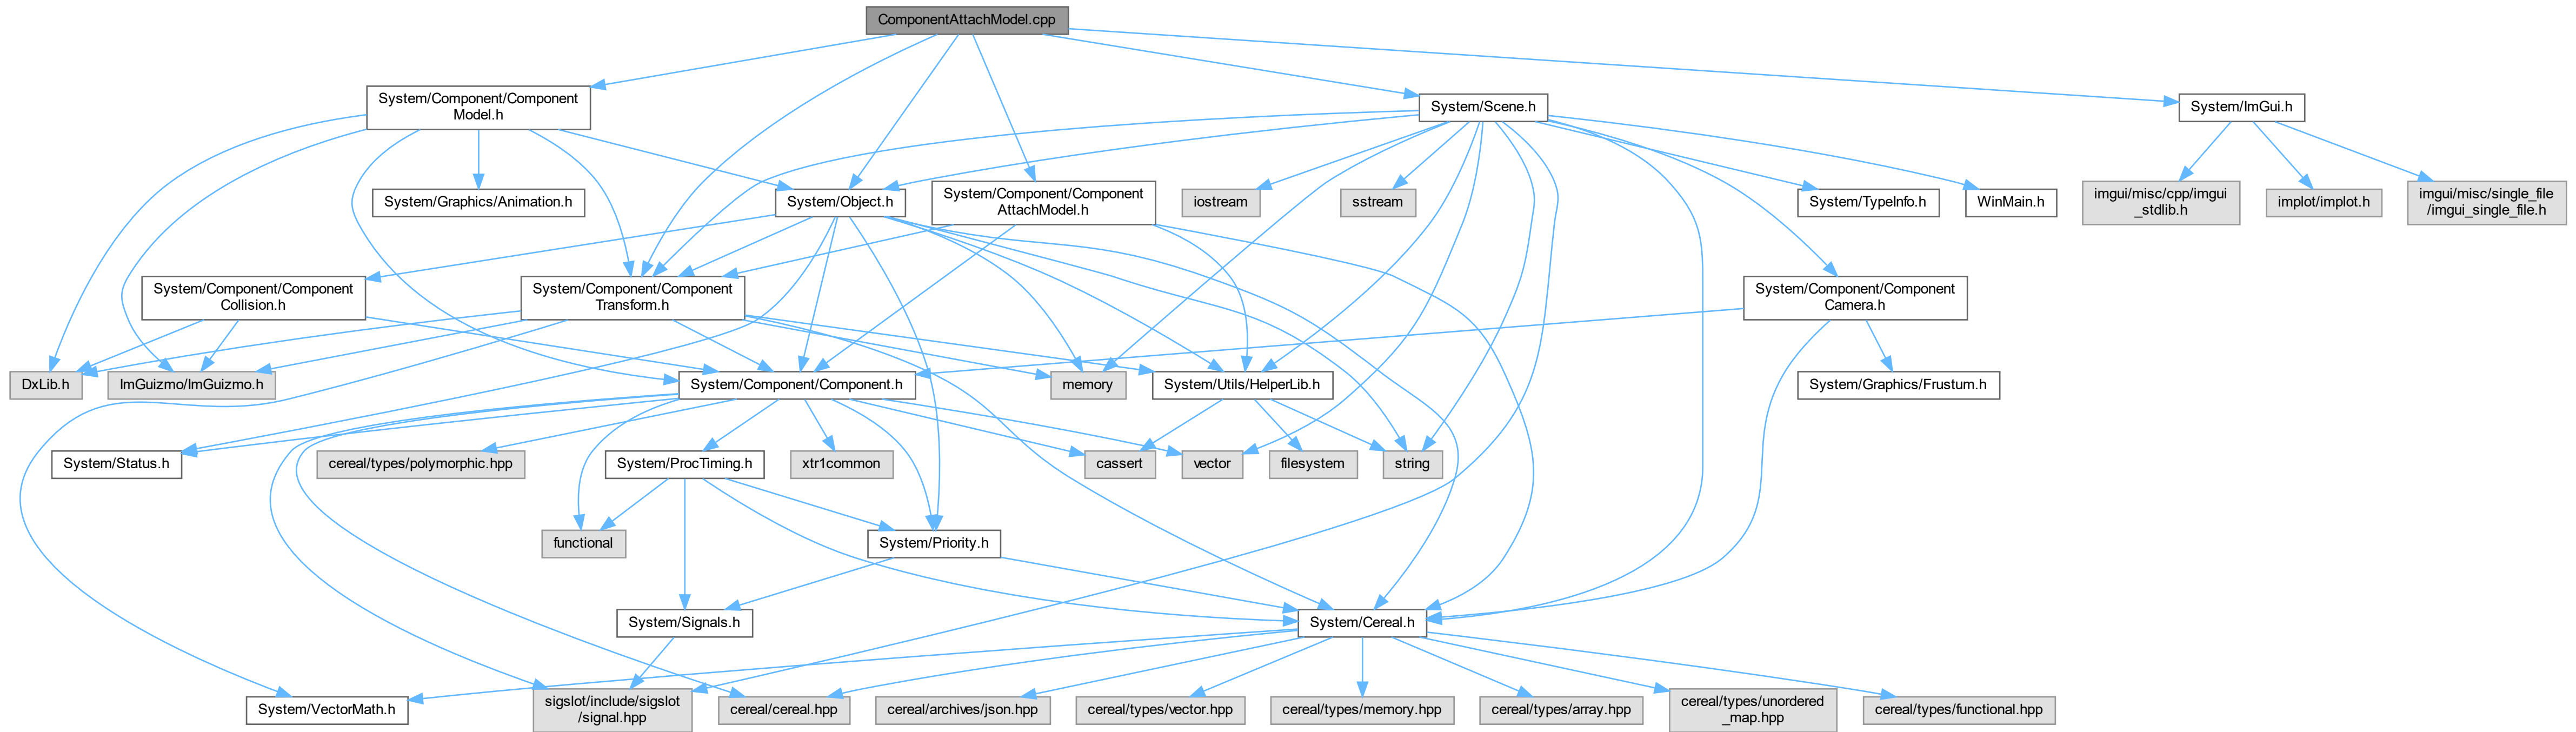 ComponentAttachModel.cpp
System/Component/Component
Model.h
System/Scene.h
System/ImGui.h
System/Graphics/Animation.h
System/Object.h
System/Component/Component
AttachModel.h
iostream
sstream
System/TypeInfo.h
WinMain.h
imgui/misc/cpp/imgui
_stdlib.h
implot/implot.h
imgui/misc/single_file
/imgui_single_file.h
System/Component/Component
Collision.h
System/Component/Component
Transform.h
System/Component/Component
Camera.h
DxLib.h
ImGuizmo/ImGuizmo.h
System/Component/Component.h
memory
System/Utils/HelperLib.h
System/Graphics/Frustum.h
System/Status.h
cereal/types/polymorphic.hpp
System/ProcTiming.h
xtr1common
cassert
vector
filesystem
string
functional
System/Priority.h
System/Signals.h
System/Cereal.h
System/VectorMath.h
sigslot/include/sigslot
/signal.hpp
cereal/cereal.hpp
cereal/archives/json.hpp
cereal/types/vector.hpp
cereal/types/memory.hpp
cereal/types/array.hpp
cereal/types/unordered
_map.hpp
cereal/types/functional.hpp